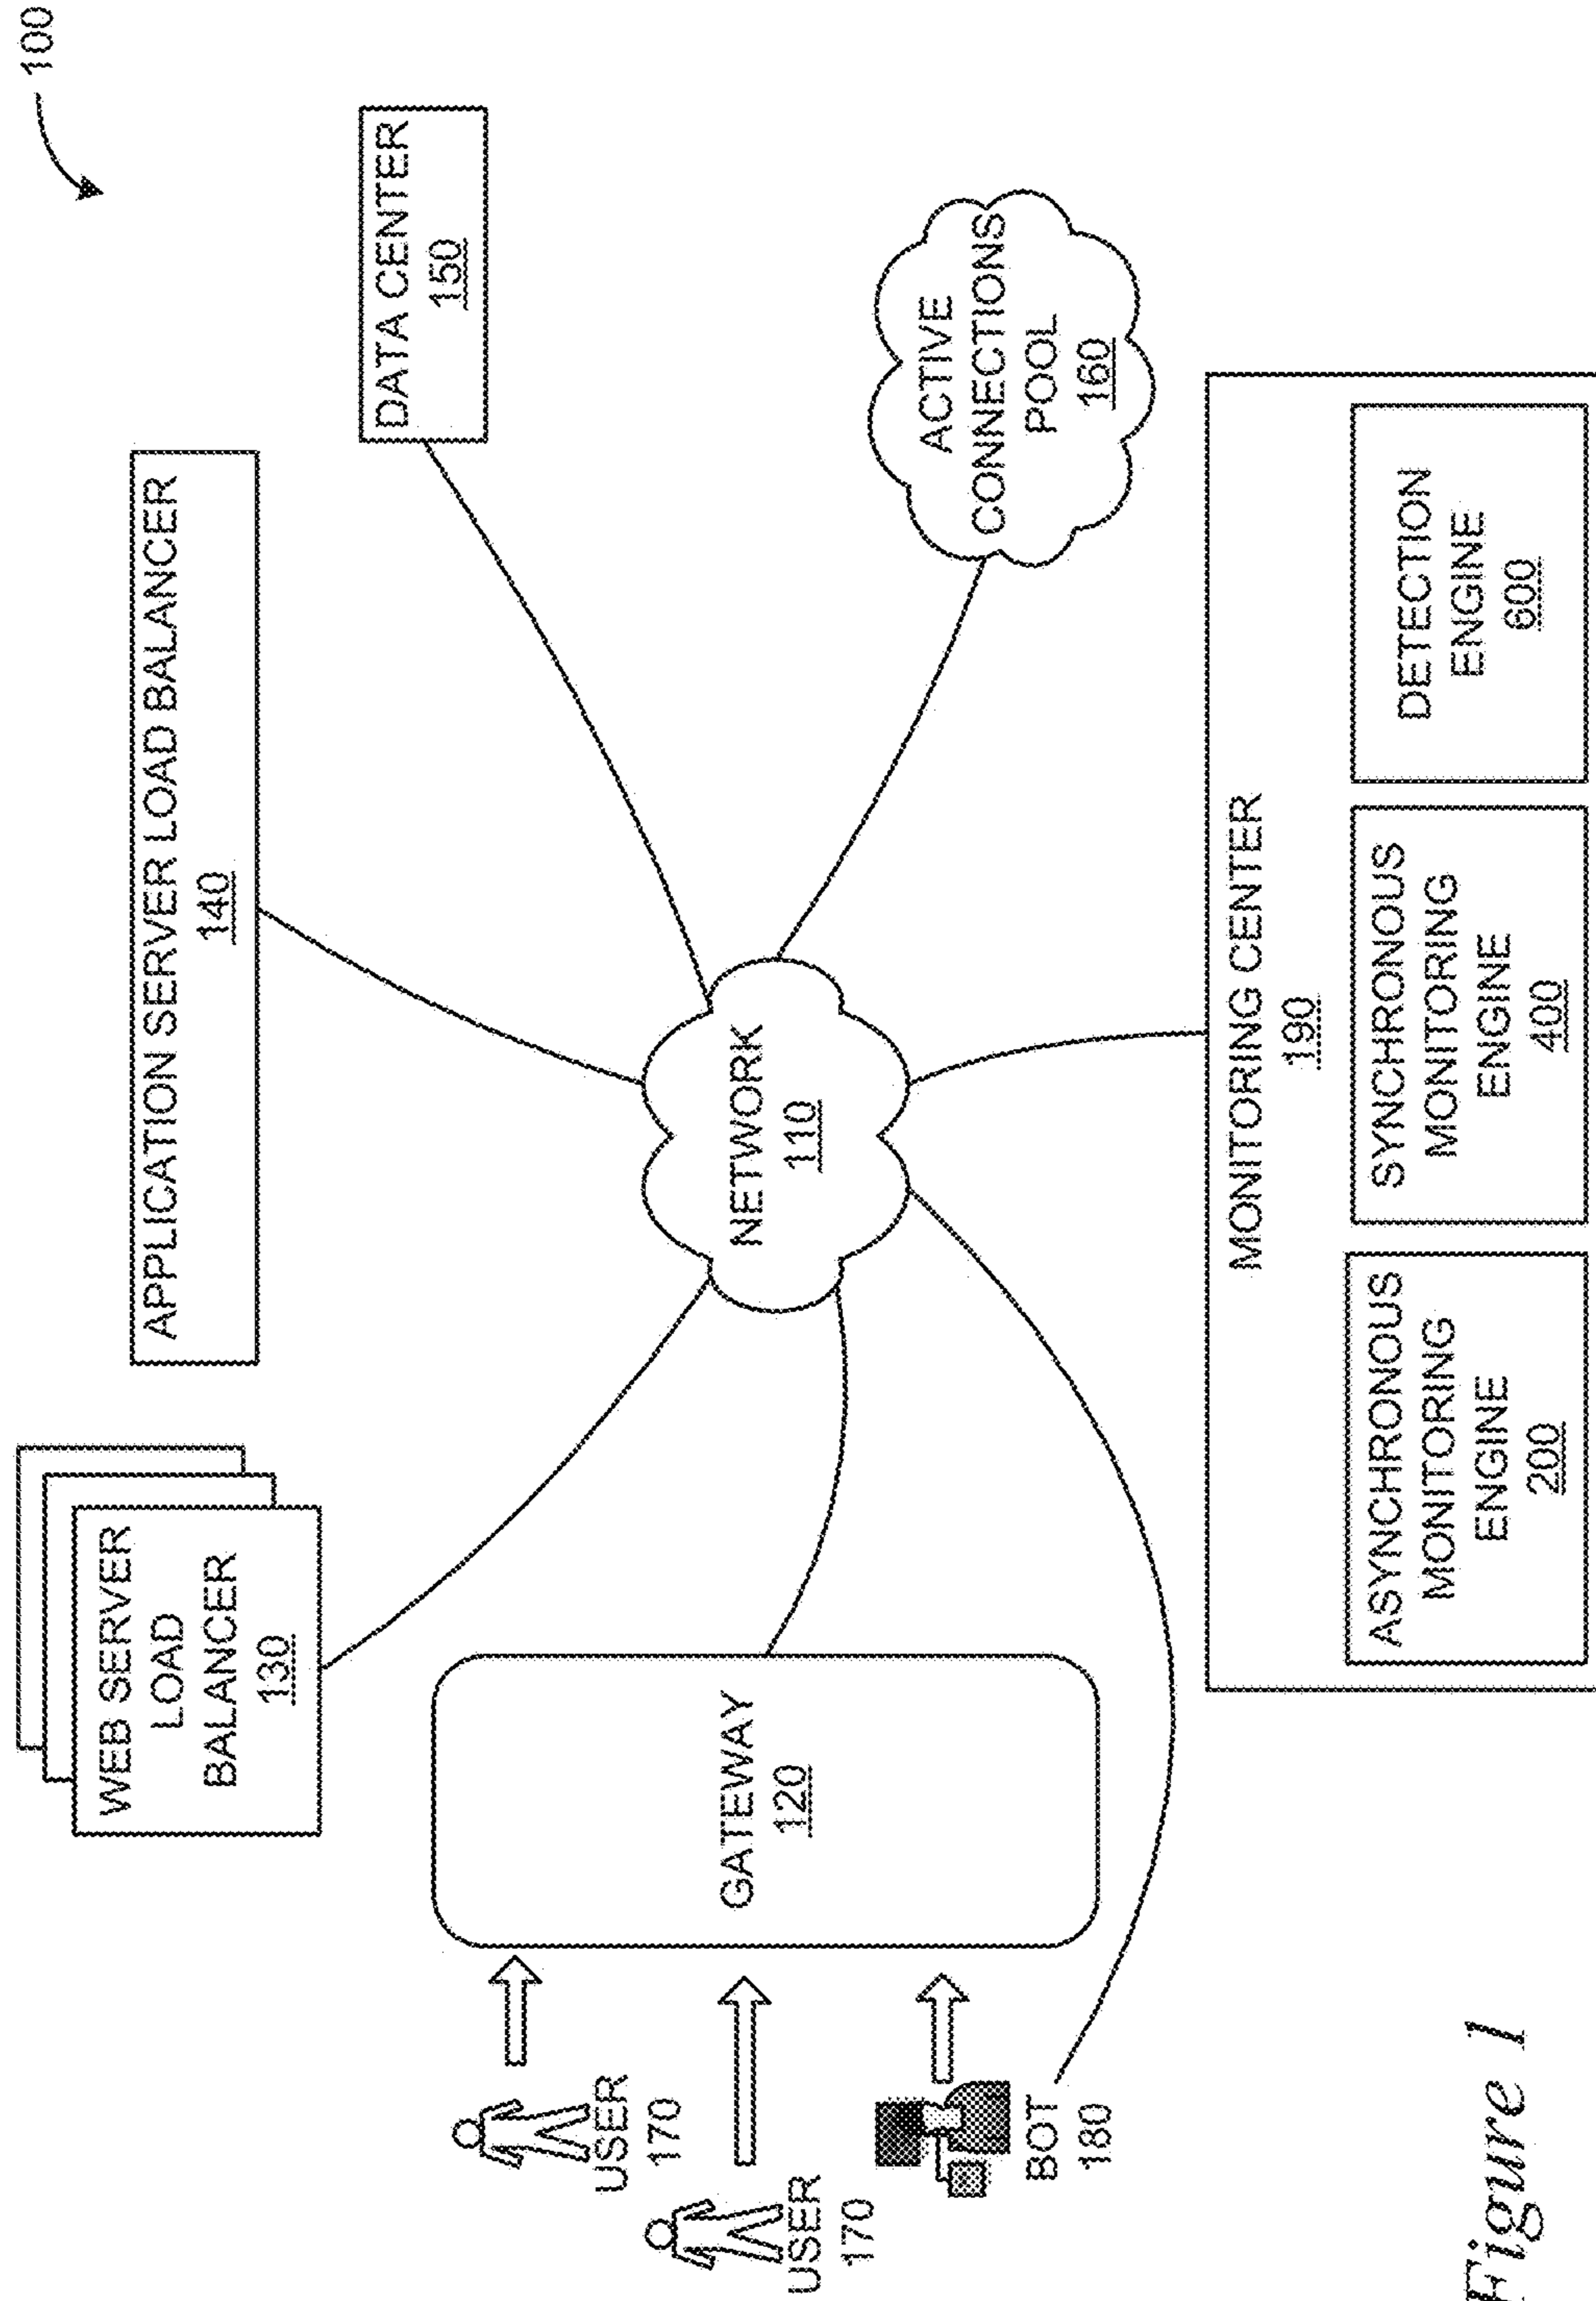 100
WEB SERVER
LOAD
BALANCER
130
APPLICATION SERVER LOAD BALANCER
140
DATA CENTER
150
USER
170
USER
170
BOT
180
GATEWAY
120
NETWORK
110
ACTIVE
CONNECTIONS
POOL
160
MONITORING CENTER
190
ASYNCHRONOUS
MONITORING
ENGINE
200
SYNCHRONOUS
MONITORING
ENGINE
400
DETECTION
ENGINE
600
Figure 1